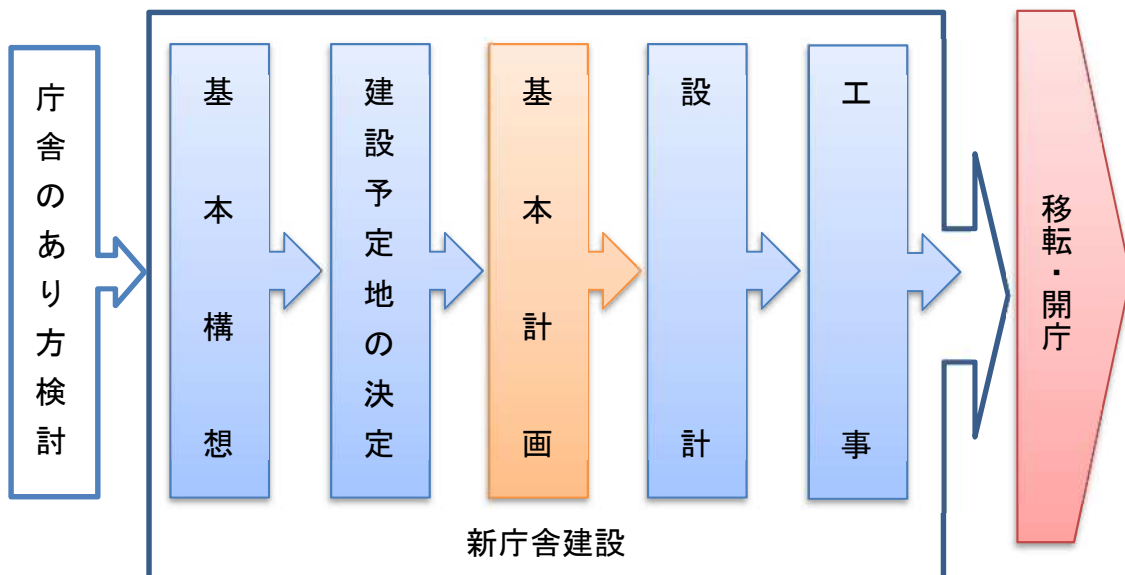 庁舎のあり方検討
基本構想
建設予定地の決定
基本計画
設計
工事
移転・開庁
新庁舎建設